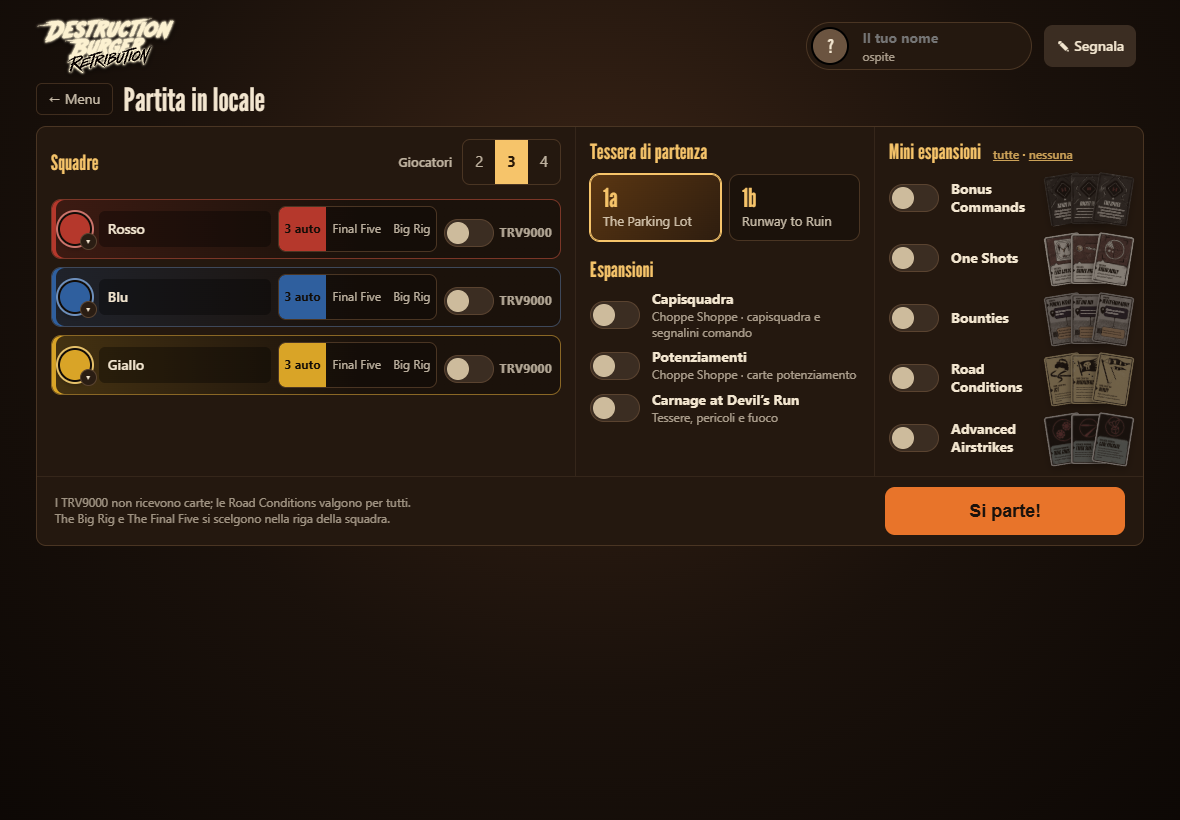 DESTRUCTION
BURGER
RETRIBUTION
?
Il tuo nome
ospite
✎ Segnala
← Menu
Partita in locale
Squadre
Giocatori
2
3
4
Rosso
3 auto
Final Five
Big Rig
TRV9000
Blu
3 auto
Final Five
Big Rig
TRV9000
Giallo
3 auto
Final Five
Big Rig
TRV9000
Tessera di partenza
1a
The Parking Lot
1b
Runway to Ruin
Espansioni
Capisquadra
Choppe Shoppe · capisquadra e
segnalini comando
Potenziamenti
Choppe Shoppe · carte potenziamento
Carnage at Devil’s Run
Tessere, pericoli e fuoco
Mini espansioni
tutte · nessuna
Bonus
Commands
One Shots
Bounties
Road
Conditions
Advanced
Airstrikes
I TRV9000 non ricevono carte; le Road Conditions valgono per tutti.
The Big Rig e The Final Five si scelgono nella riga della squadra.
Si parte!